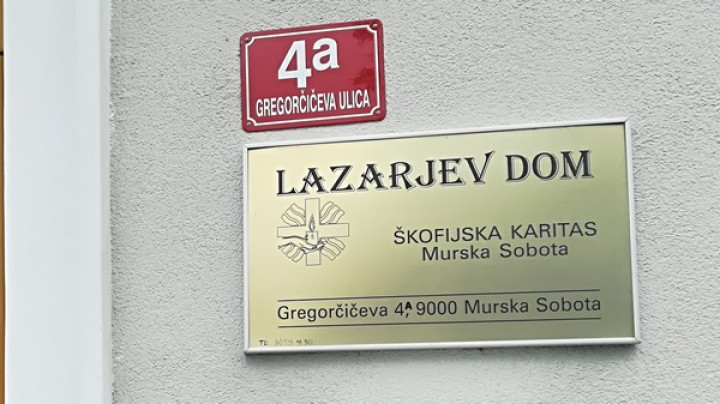 4a
GREGORČIČEVA ULICA
LAZARJEV DOM
ŠKOFIJSKA KARITAS
Murska Sobota
Gregorčičeva 4A, 9000 Murska Sobota